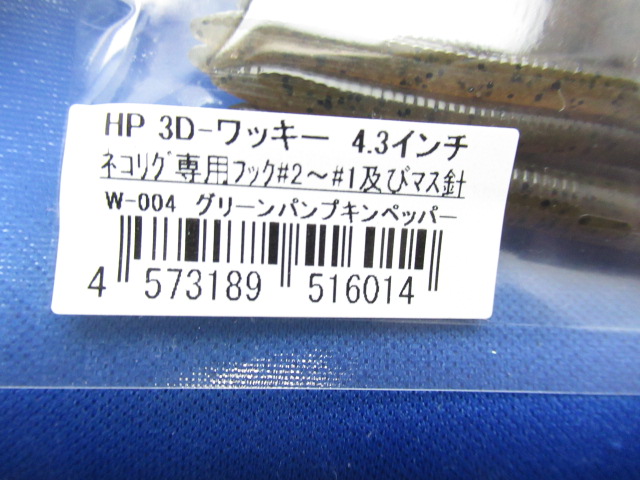 HP 3D-ワッキー 4.3インチ
ネコリグ専用フック#2～#1及びマス針
W-004 グリーンパンプキンペッパー
4 573189 516014